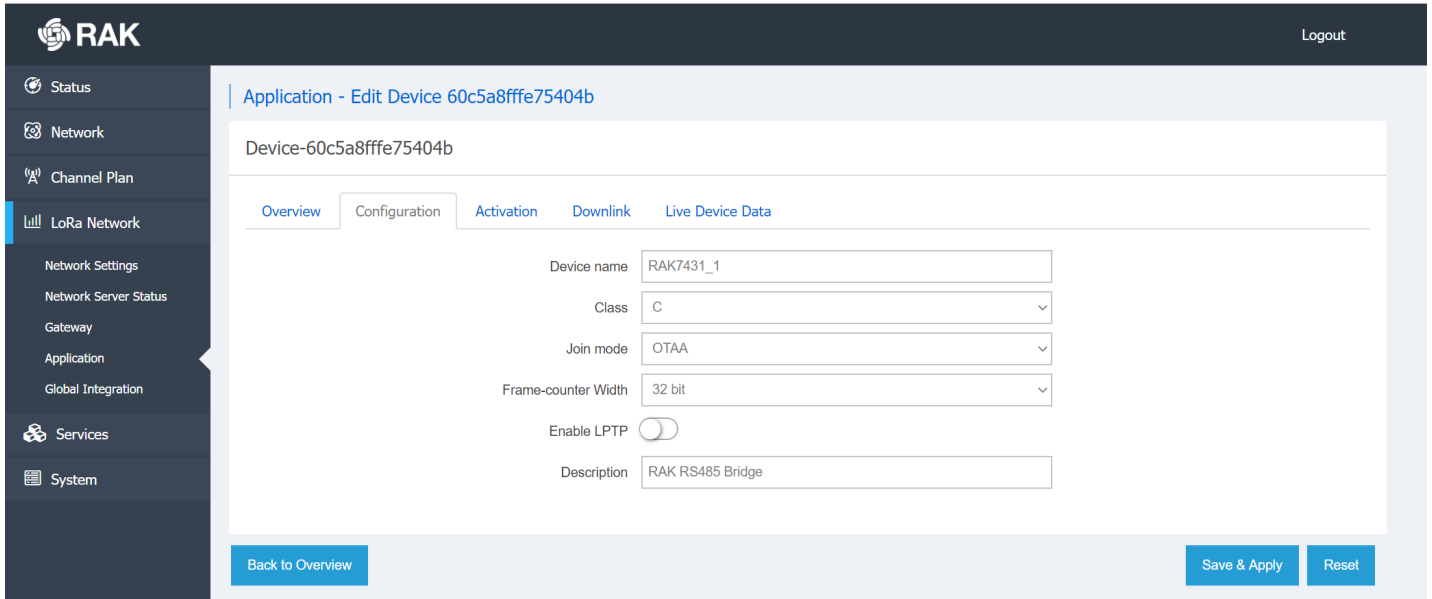 RAK
Logout
Status
Network
Channel Plan
LoRa Network
Network Settings
Network Server Status
Gateway
Application
Global Integration
Services
System
Application - Edit Device 60c5a8fffe75404b
Device-60c5a8fffe75404b
Overview Configuration Activation Downlink Live Device Data
Device name RAK7431_1
Class C
Join mode OTAA
Frame-counter Width 32 bit
Enable LPTP
Description RAK RS485 Bridge
Back to Overview Save & Apply Reset